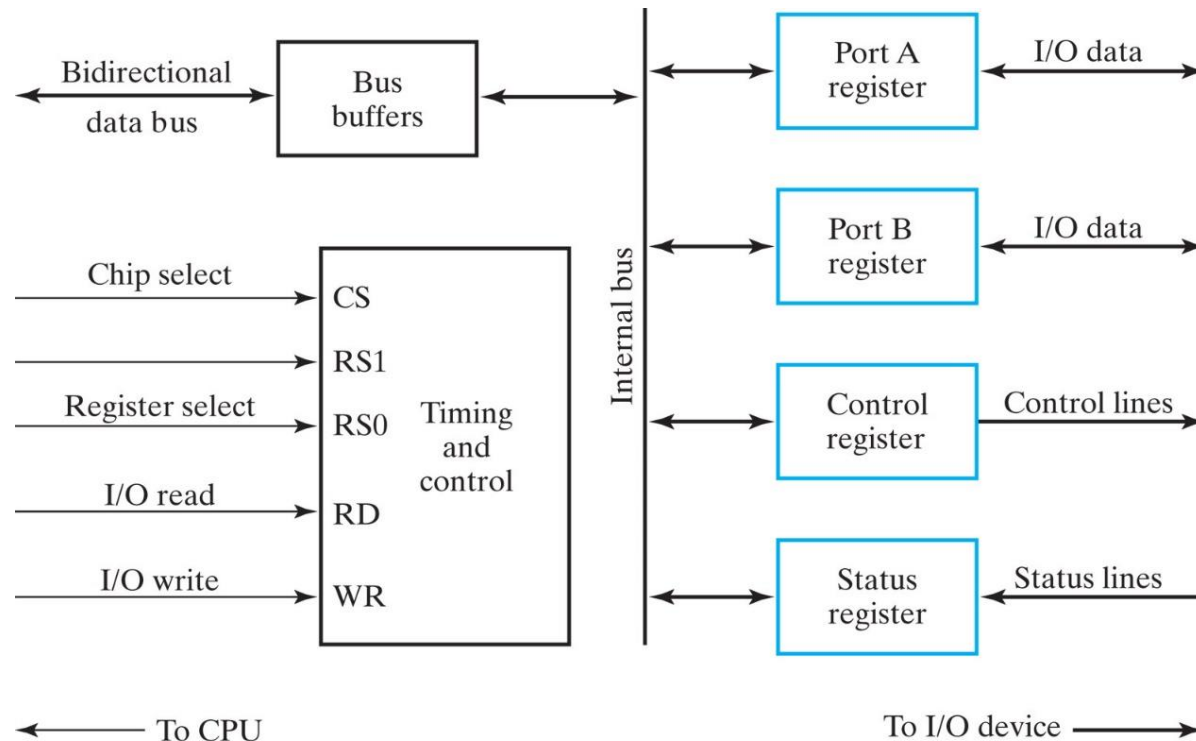 Bidirectional
data bus
Bus
buffers
Chip select
CS
RS1
Register select
RS0
I/O read
RD
I/O write
WR
Timing
and
control
Internal bus
Port A
register
I/O data
Port B
register
I/O data
Control
register
Control lines
Status
register
Status lines
To CPU
To I/O device